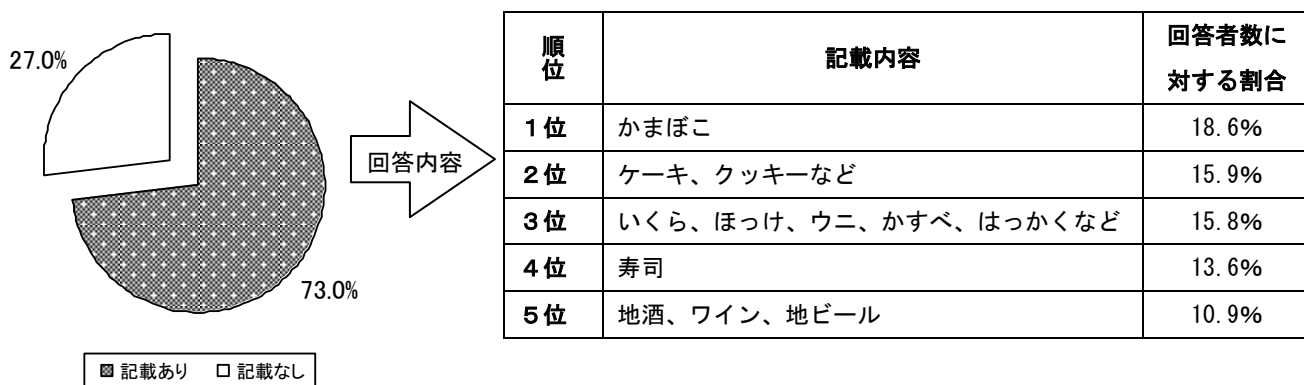 27.0%
73.0%
記載あり 記載なし
回答内容
順位 記載内容 回答者数に対する割合
1位 かまぼこ 18.6%
2位 ケーキ、クッキーなど 15.9%
3位 いくら、ほっけ、ウニ、かすべ、はっかくなど 15.8%
4位 寿司 13.6%
5位 地酒、ワイン、地ビール 10.9%